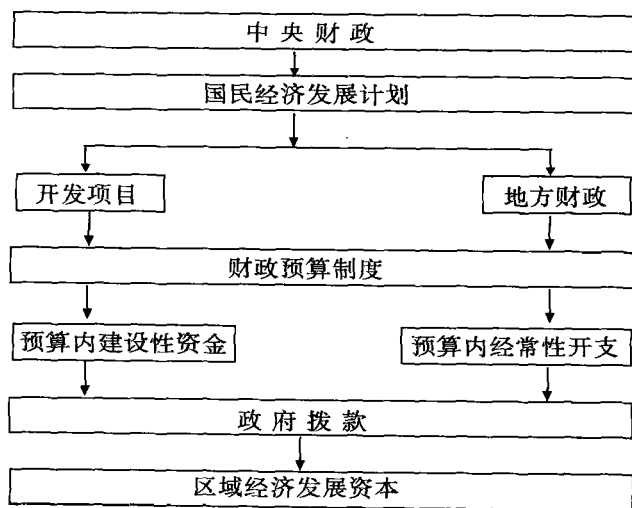 中央财政
国民经济发展计划
开发项目
地方财政
财政预算制度
预算内建设性资金
预算内经常性开支
政府拨款
区域经济发展资本